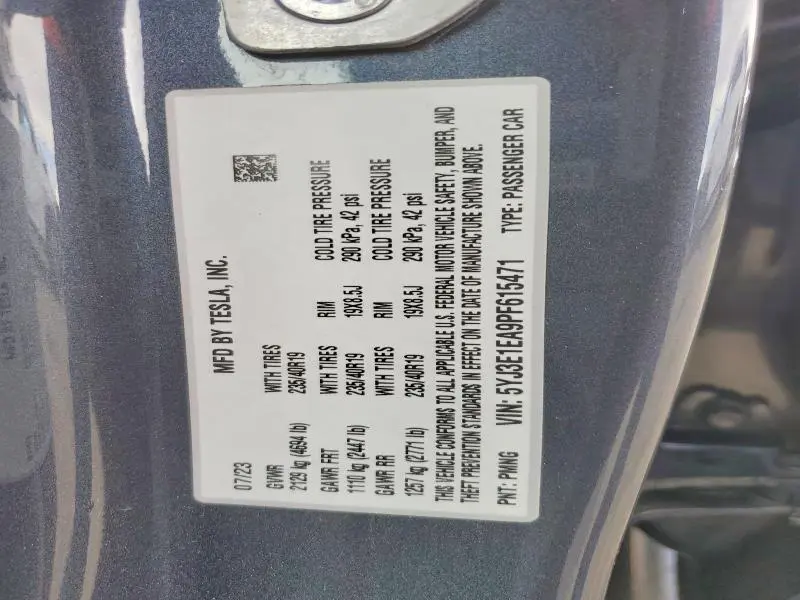 MFD BY TESLA, INC.
07/23
GVWR WITH TIRES
2129 kg (4694 lb) 235/40R19
GAWR FRT WITH TIRES RIM COLD TIRE PRESSURE
1110 kg (2447 lb) 235/40R19 19X8.5J 290 kPa, 42 psi
GAWR RR WITH TIRES RIM COLD TIRE PRESSURE
1257 kg (2771 lb) 235/40R19 19X8.5J 290 kPa, 42 psi
THIS VEHICLE CONFORMS TO ALL APPLICABLE U.S. FEDERAL MOTOR VEHICLE SAFETY, BUMPER, AND
THEFT PREVENTION STANDARDS IN EFFECT ON THE DATE OF MANUFACTURE SHOWN ABOVE.
PNT: PMNG VIN: 5YJ3E1EA9PF615471 TYPE: PASSENGER CAR